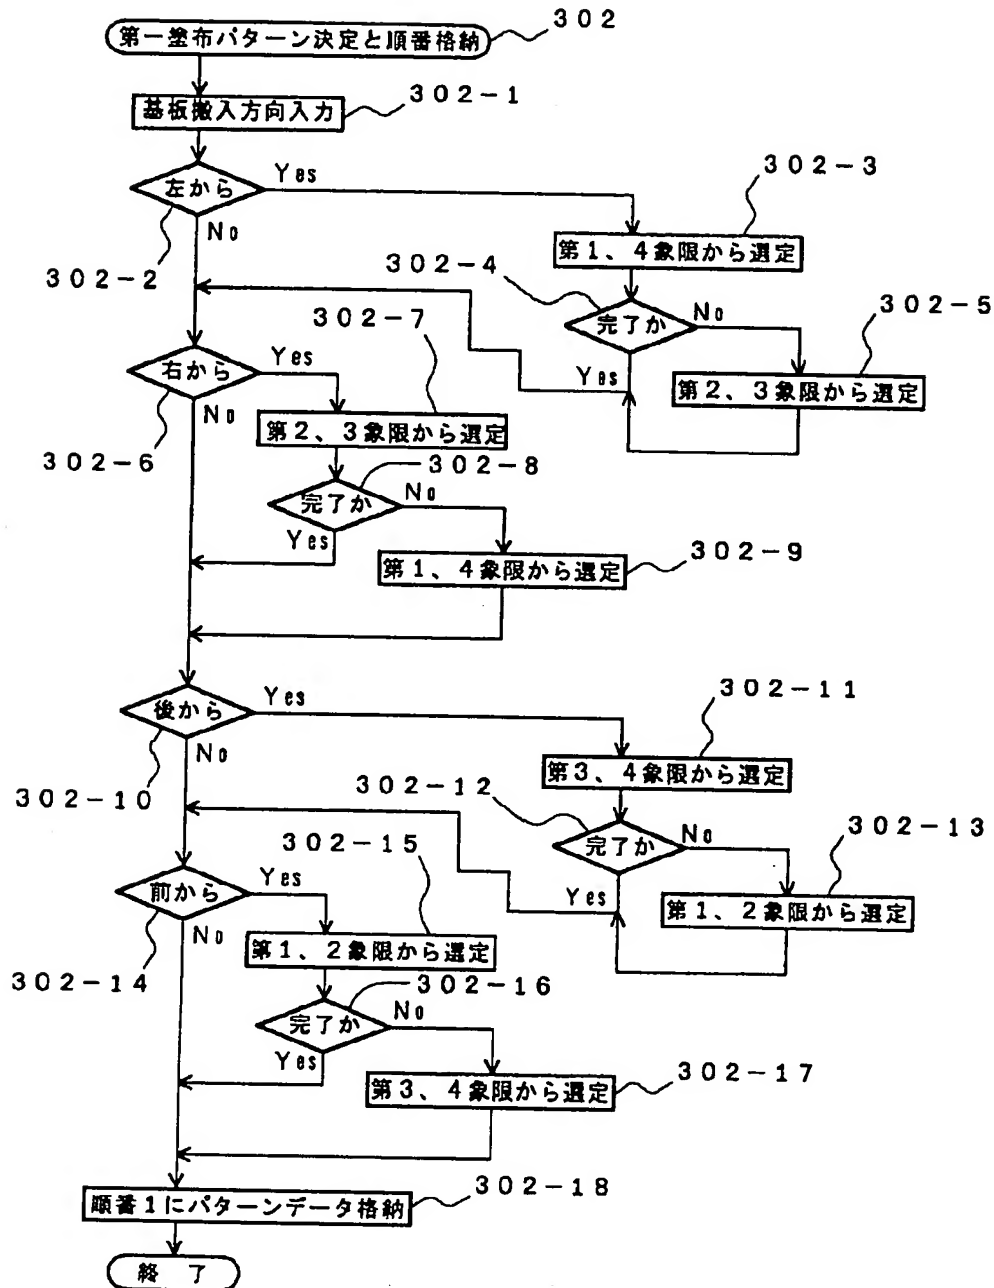 302
第一塗布パターン決定と順番格納
302-1
基板搬入方向入力
左から
Yes
No
302-2
302-3
第1、4象限から選定
302-4
完了か
No
Yes
302-5
第2、3象限から選定
右から
Yes
No
302-6
302-7
第2、3象限から選定
302-8
完了か
No
Yes
302-9
第1、4象限から選定
後から
Yes
No
302-10
302-11
第3、4象限から選定
302-12
完了か
No
Yes
302-13
第1、2象限から選定
前から
Yes
No
302-14
302-15
第1、2象限から選定
302-16
完了か
No
Yes
302-17
第3、4象限から選定
302-18
順番1にパターンデータ格納
終 了